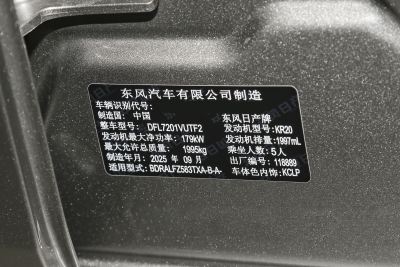 东风汽车有限公司制造
车辆识别代号:
制造国: 中国 东风日产牌
整车型号: DFL7201VUTF2 发动机型号: KR20
发动机最大净功率: 179kW 发动机排量: 1997mL
最大允许总质量: 1995kg 乘坐人数: 5人
制造年月: 2025 年 09 月 出厂编号: 118889
适用型式: BDRALFZ583TXA-B-A- 车体色内饰: KCLP